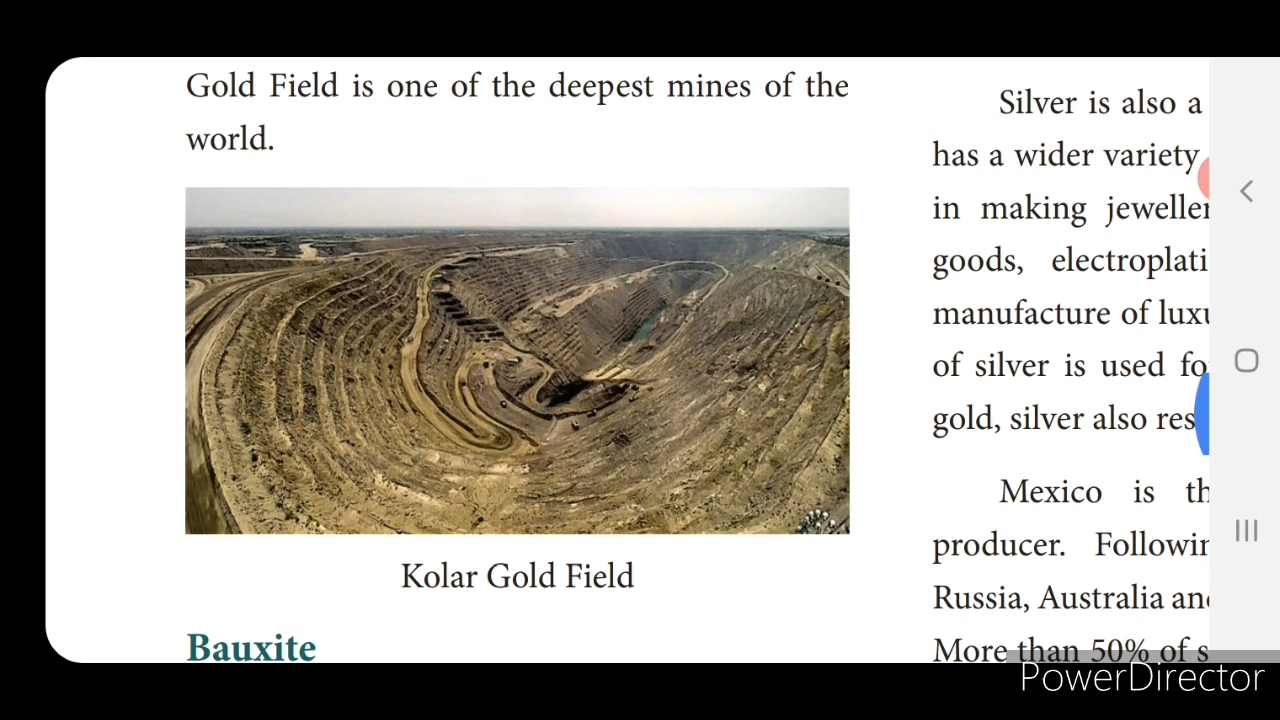 Gold Field is one of the deepest mines of the
world.
Kolar Gold Field
Bauxite
Silver is also a
has a wider variety
in making jeweller
goods, electroplati
manufacture of luxu
of silver is used fo
gold, silver also res
Mexico is th
producer. Followin
Russia, Australia and
More than 50% of s
PowerDirector